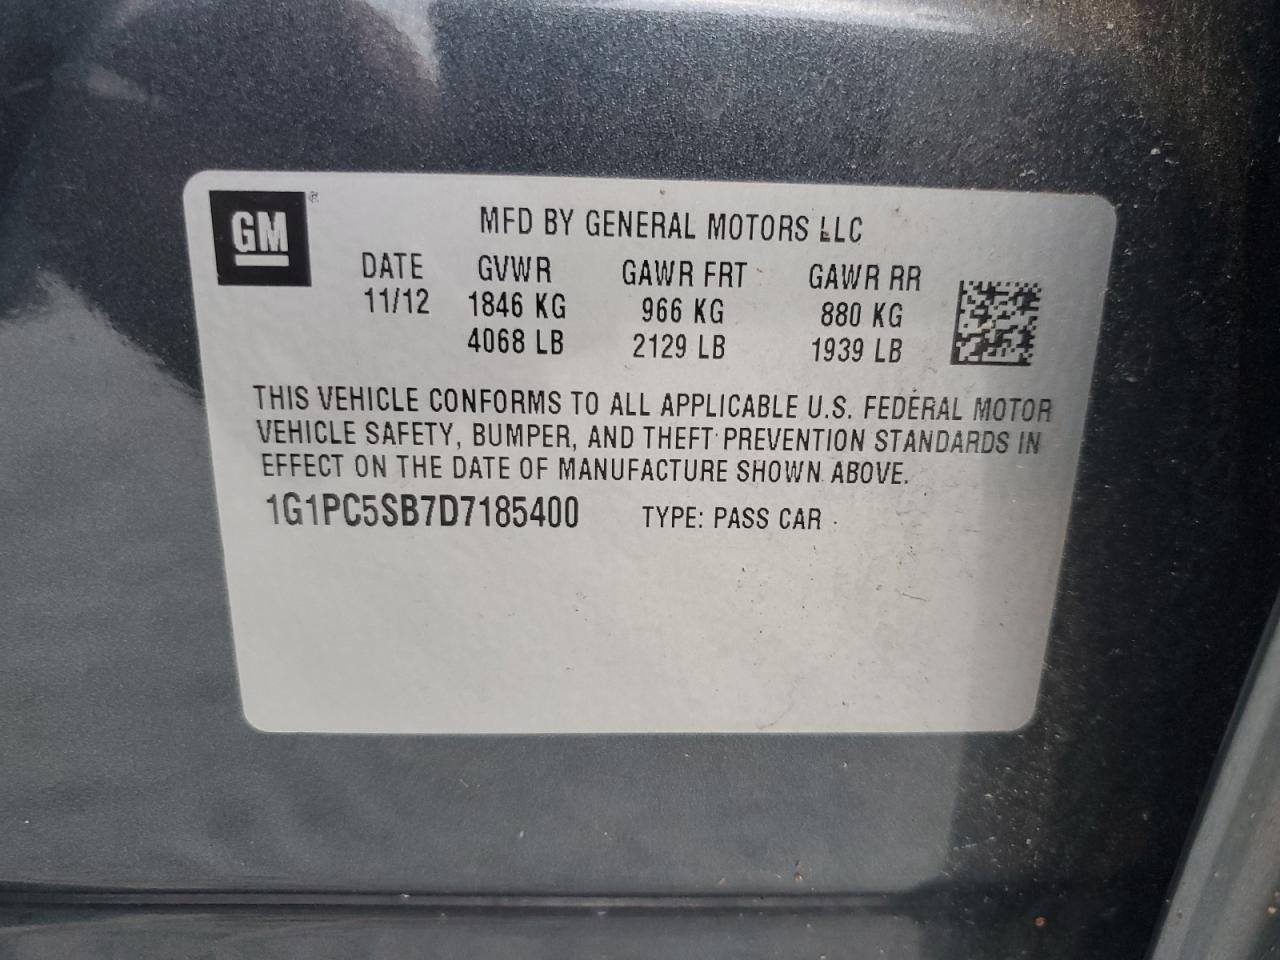 GM ®
MFD BY GENERAL MOTORS LLC
DATE GVWR GAWR FRT GAWR RR
11/12 1846 KG 966 KG 880 KG
4068 LB 2129 LB 1939 LB
THIS VEHICLE CONFORMS TO ALL APPLICABLE U.S. FEDERAL MOTOR
VEHICLE SAFETY, BUMPER, AND THEFT PREVENTION STANDARDS IN
EFFECT ON THE DATE OF MANUFACTURE SHOWN ABOVE.
1G1PC5SB7D7185400 TYPE: PASS CAR